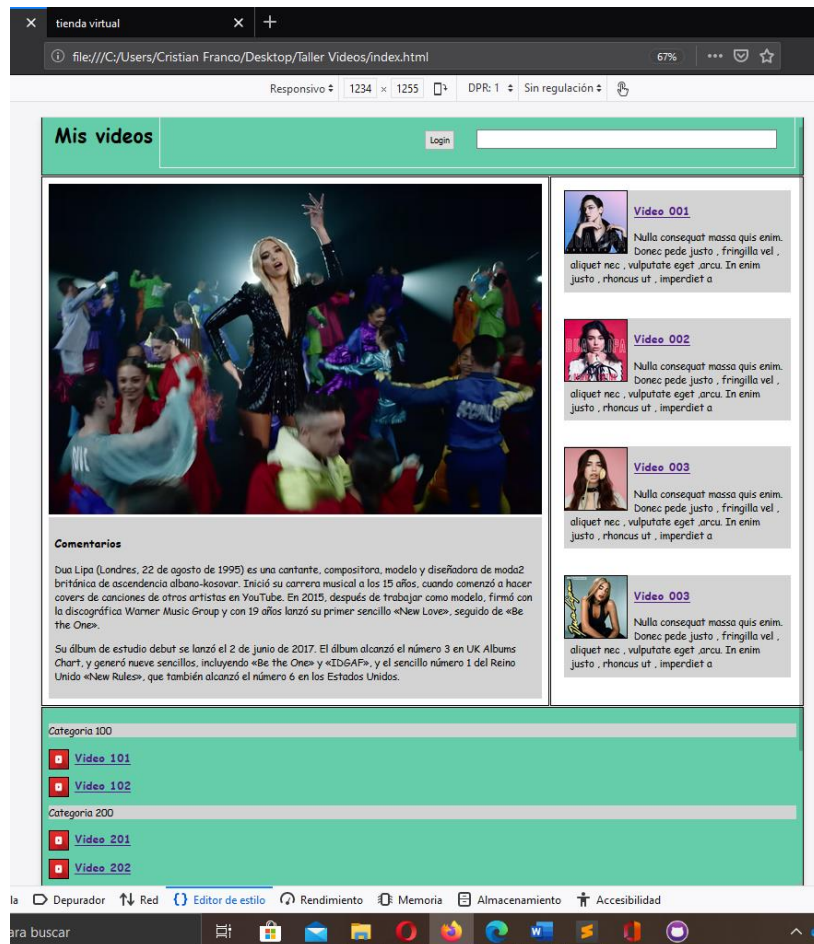 tienda virtual
file:///C:/Users/Cristian Franco/Desktop/Taller Videos/index.html
67%
Responsivo
1234 × 1255
DPR: 1
Sin regulación
Mis videos
Login
Video 001
Nulla consequat massa quis enim.
Donec pede justo , fringilla vel ,
aliquet nec , vulputate eget ,arcu. In enim
justo , rhoncus ut , imperdiet a
Video 002
Nulla consequat massa quis enim.
Donec pede justo , fringilla vel ,
aliquet nec , vulputate eget ,arcu. In enim
justo , rhoncus ut , imperdiet a
Video 003
Nulla consequat massa quis enim.
Donec pede justo , fringilla vel ,
aliquet nec , vulputate eget ,arcu. In enim
justo , rhoncus ut , imperdiet a
Video 003
Nulla consequat massa quis enim.
Donec pede justo , fringilla vel ,
aliquet nec , vulputate eget ,arcu. In enim
justo , rhoncus ut , imperdiet a
Comentarios
Dua Lipa (Londres, 22 de agosto de 1995) es una cantante, compositora, modelo y diseñadora de moda2
británica de ascendencia albano-kosovar. Inició su carrera musical a los 15 años, cuando comenzó a hacer
covers de canciones de otros artistas en YouTube. En 2015, después de trabajar como modelo, firmó con
la discográfica Warner Music Group y con 19 años lanzó su primer sencillo «New Love», seguido de «Be
the One».
Su álbum de estudio debut se lanzó el 2 de junio de 2017. El álbum alcanzó el número 3 en UK Albums
Chart, y generó nueve sencillos, incluyendo «Be the One» y «IDGAF», y el sencillo número 1 del Reino
Unido «New Rules», que también alcanzó el número 6 en los Estados Unidos.
Categoria 100
Video 101
Video 102
Categoria 200
Video 201
Video 202
la Depurador Red Editor de estilo Rendimiento Memoria Almacenamiento Accesibilidad
ara buscar